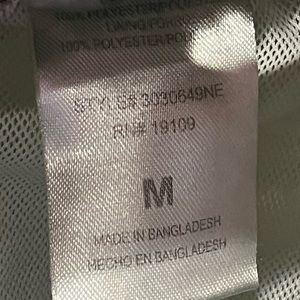 100% POLYESTER/POL
STYLE# 3030649NE
RN# 19109
M
MADE IN BANGLADESH
HECHO EN BANGLADESH